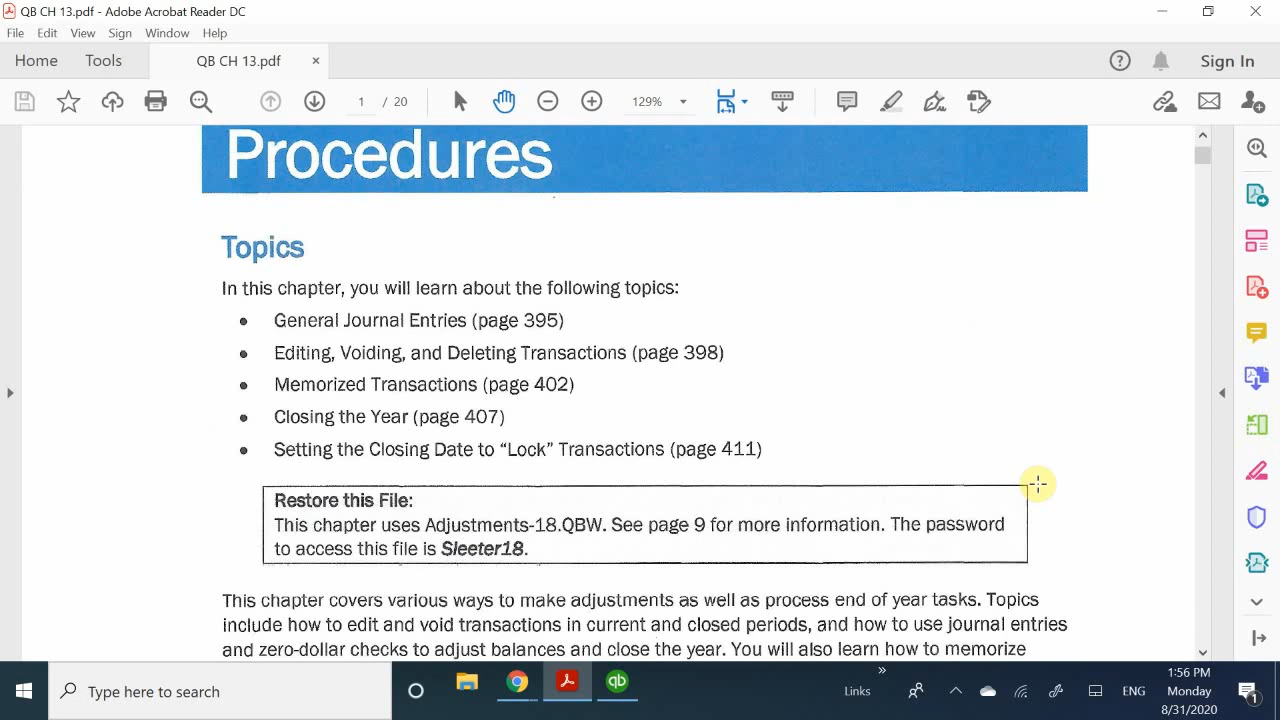 QB CH 13.pdf - Adobe Acrobat Reader DC
File Edit View Sign Window Help
Home Tools QB CH 13.pdf × Sign In
1 / 20 129%
Procedures
Topics
In this chapter, you will learn about the following topics:
• General Journal Entries (page 395)
• Editing, Voiding, and Deleting Transactions (page 398)
• Memorized Transactions (page 402)
• Closing the Year (page 407)
• Setting the Closing Date to “Lock” Transactions (page 411)
Restore this File:
This chapter uses Adjustments-18.QBW. See page 9 for more information. The password
to access this file is Sleeter18.
This chapter covers various ways to make adjustments as well as process end of year tasks. Topics
include how to edit and void transactions in current and closed periods, and how to use journal entries
and zero-dollar checks to adjust balances and close the year. You will also learn how to memorize
Type here to search
qb
Links » ENG
1:56 PM
Monday
8/31/2020
1